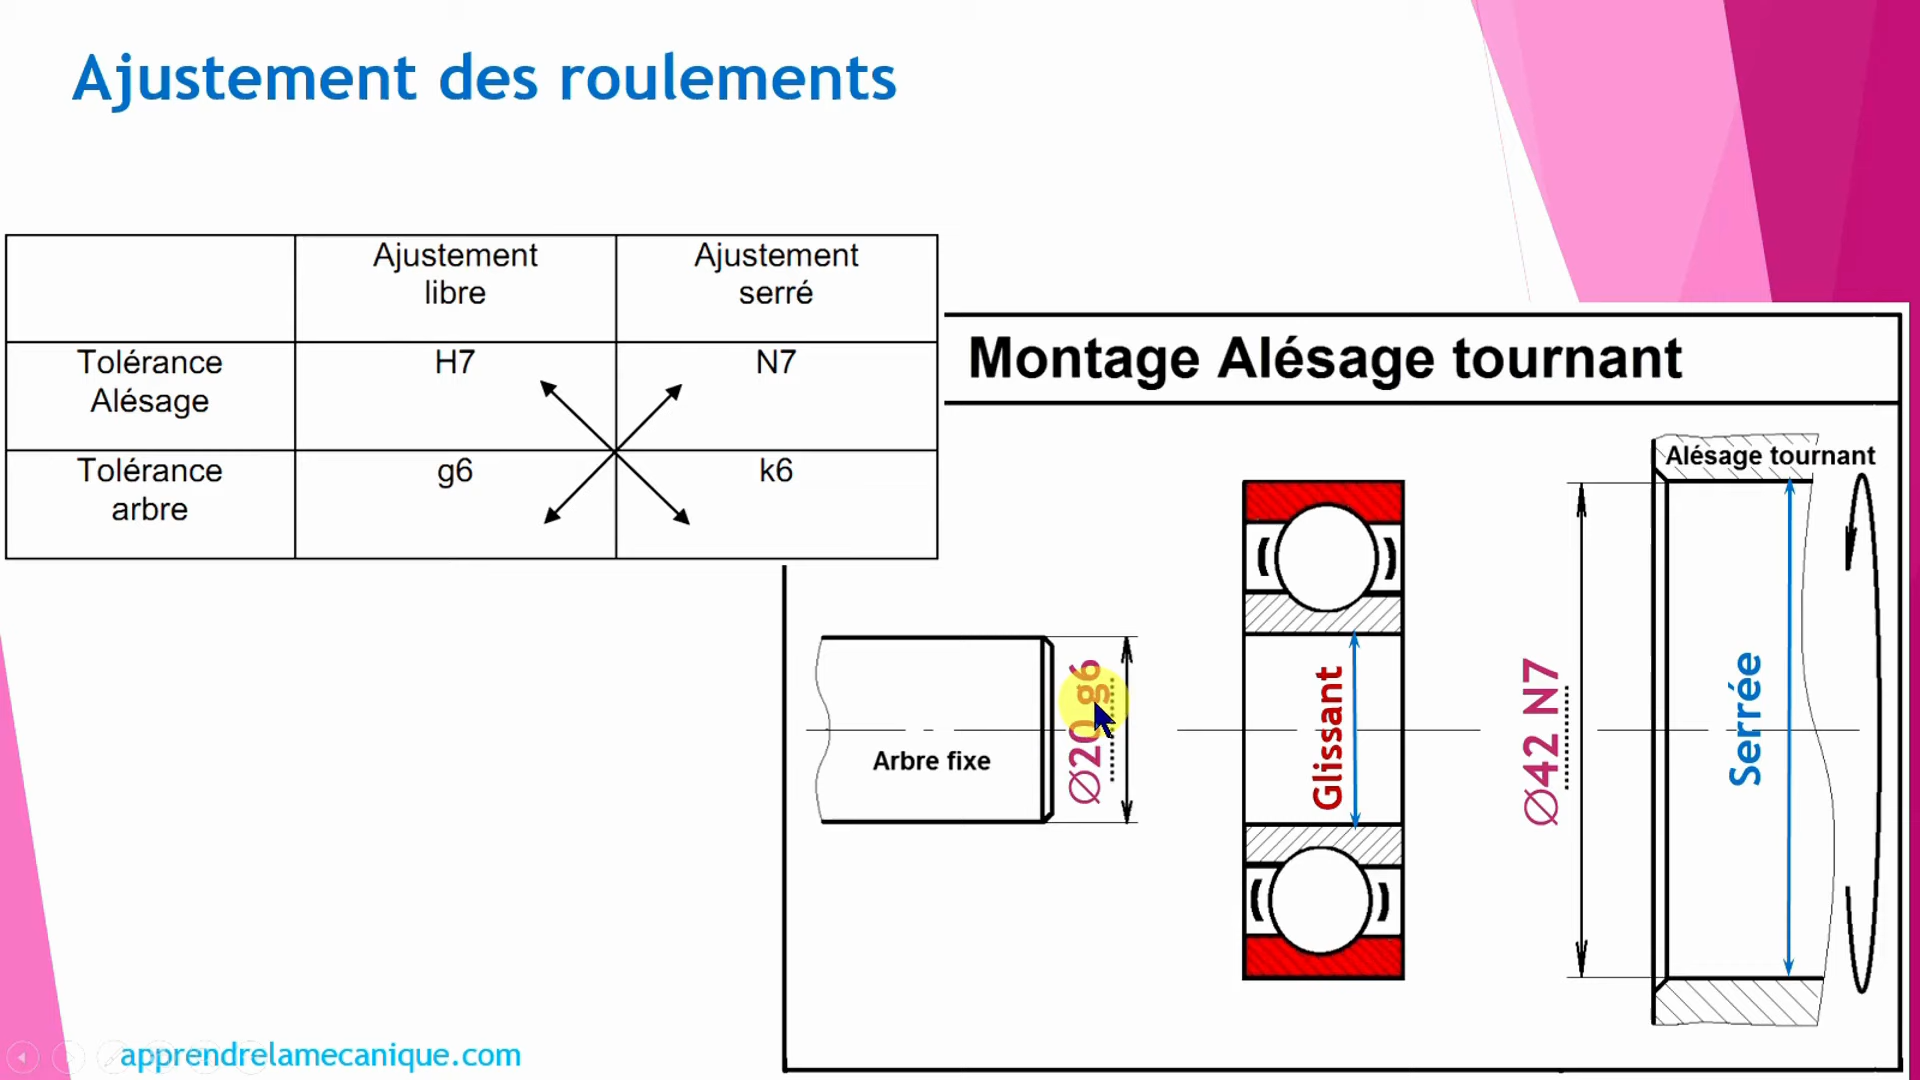 Ajustement des roulements
Ajustement
libre
Ajustement
serré
Tolérance
Alésage
H7
N7
Tolérance
arbre
g6
k6
Montage Alésage tournant
Alésage tournant
Arbre fixe
Ø20 g6
Glissant
Ø42 N7
Serrée
apprendrelamecanique.com